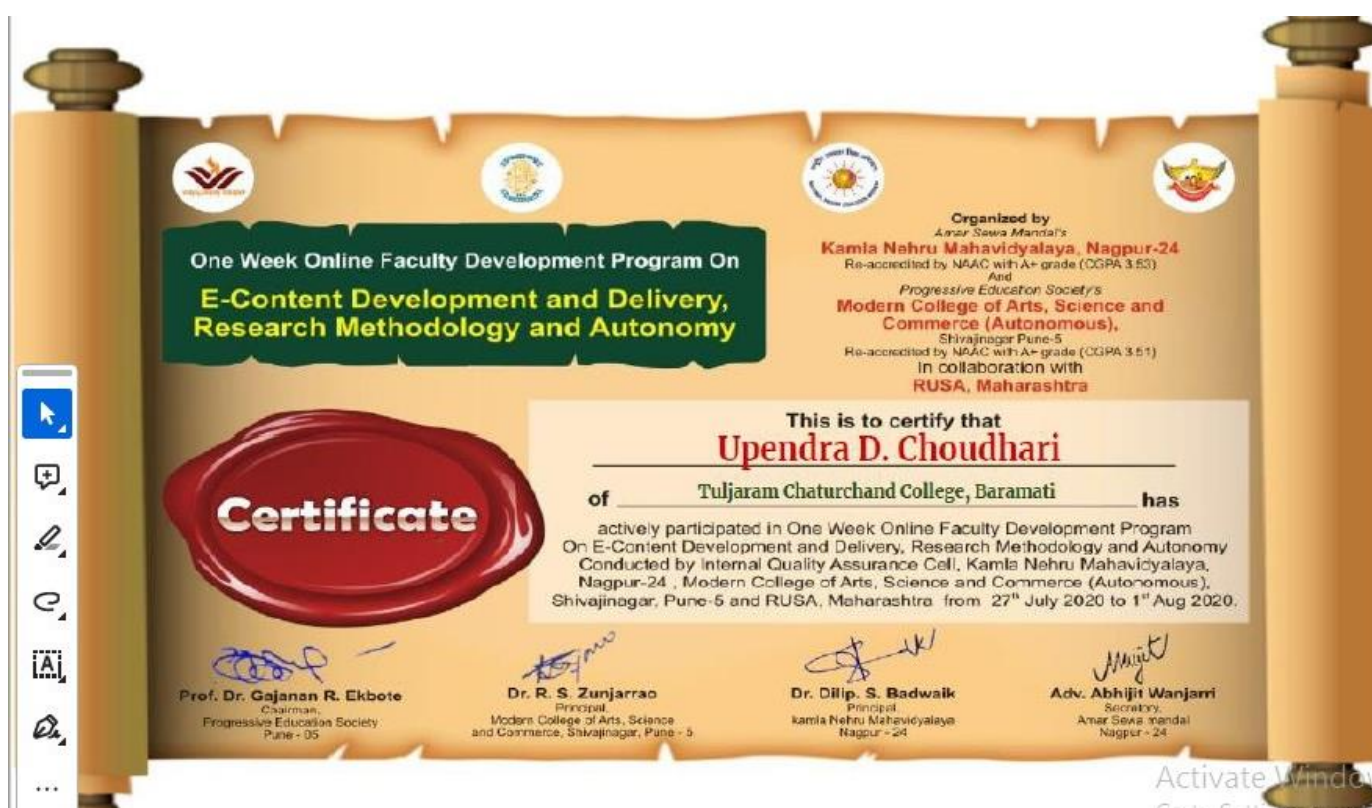 One Week Online Faculty Development Program On
E-Content Development and Delivery,
Research Methodology and Autonomy
Organized by
Amar Sewa Mandal's
Kamla Nehru Mahavidyalaya, Nagpur-24
Re-accredited by NAAC with A+ grade (CGPA 3.53)
And
Progressive Education Society's
Modern College of Arts, Science and
Commerce (Autonomous),
Shivajinagar Pune-5
Re-accredited by NAAC with A+ grade (CGPA 3.51)
In collaboration with
RUSA, Maharashtra
Certificate
This is to certify that
Upendra D. Choudhari
of Tuljaram Chaturchand College, Baramati has
actively participated in One Week Online Faculty Development Program
On E-Content Development and Delivery, Research Methodology and Autonomy
Conducted by Internal Quality Assurance Cell, Kamla Nehru Mahavidyalaya,
Nagpur-24 , Modern College of Arts, Science and Commerce (Autonomous),
Shivajinagar, Pune-5 and RUSA, Maharashtra from 27th July 2020 to 1st Aug 2020.
Prof. Dr. Gajanan R. Ekbote
Chairman,
Progressive Education Society
Pune - 05
Dr. R. S. Zunjarrao
Principal,
Modern College of Arts, Science
and Commerce, Shivajinagar, Pune - 5
Dr. Dilip. S. Badwaik
Principal,
kamla Nehru Mahavidyalaya
Nagpur - 24
Adv. Abhijit Wanjarri
Secretory,
Amar Sewa mandal
Nagpur - 24
Activate Windo